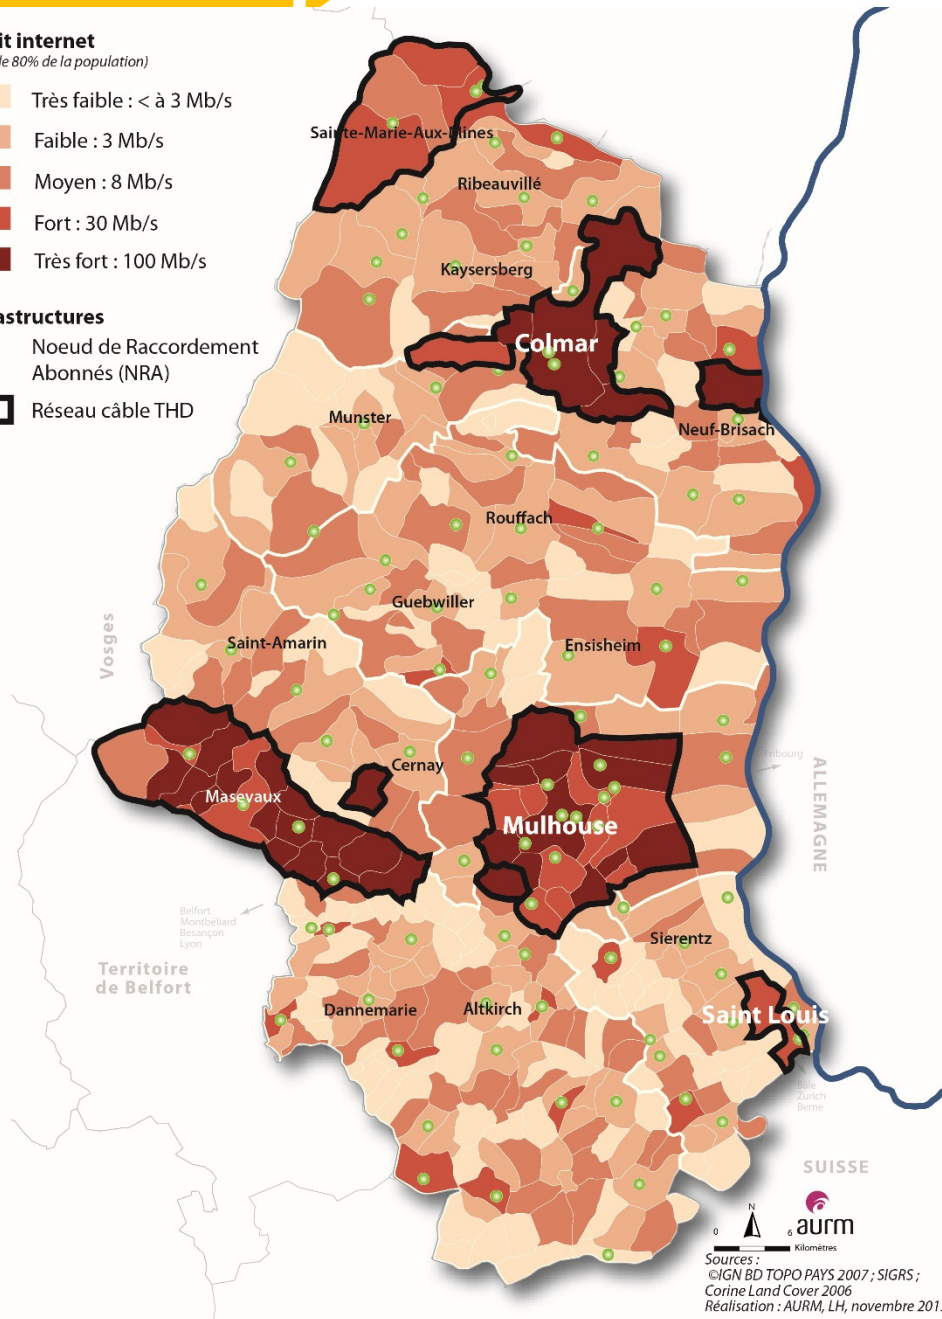 it internet
de 80% de la population)
Très faible : < à 3 Mb/s
Faible : 3 Mb/s
Moyen : 8 Mb/s
Fort : 30 Mb/s
Très fort : 100 Mb/s
astructures
Noeud de Raccordement
Abonnés (NRA)
Réseau câble THD
Sainte-Marie-Aux-Mines
Ribeauvillé
Kaysersberg
Colmar
Munster
Neuf-Brisach
Rouffach
Guebwiller
Vosges
Saint-Amarin
Ensisheim
Fribourg
Cernay
ALLEMAGNE
Masevaux
Mulhouse
Belfort
Montbéliard
Besançon
Lyon
Sierentz
Territoire
de Belfort
Dannemarie
Altkirch
Saint Louis
Bâle
Zurich
Berne
SUISSE
N
0
6
aurm
Kilomètres
Sources :
©IGN BD TOPO PAYS 2007 ; SIGRS ;
Corine Land Cover 2006
Réalisation : AURM, LH, novembre 201